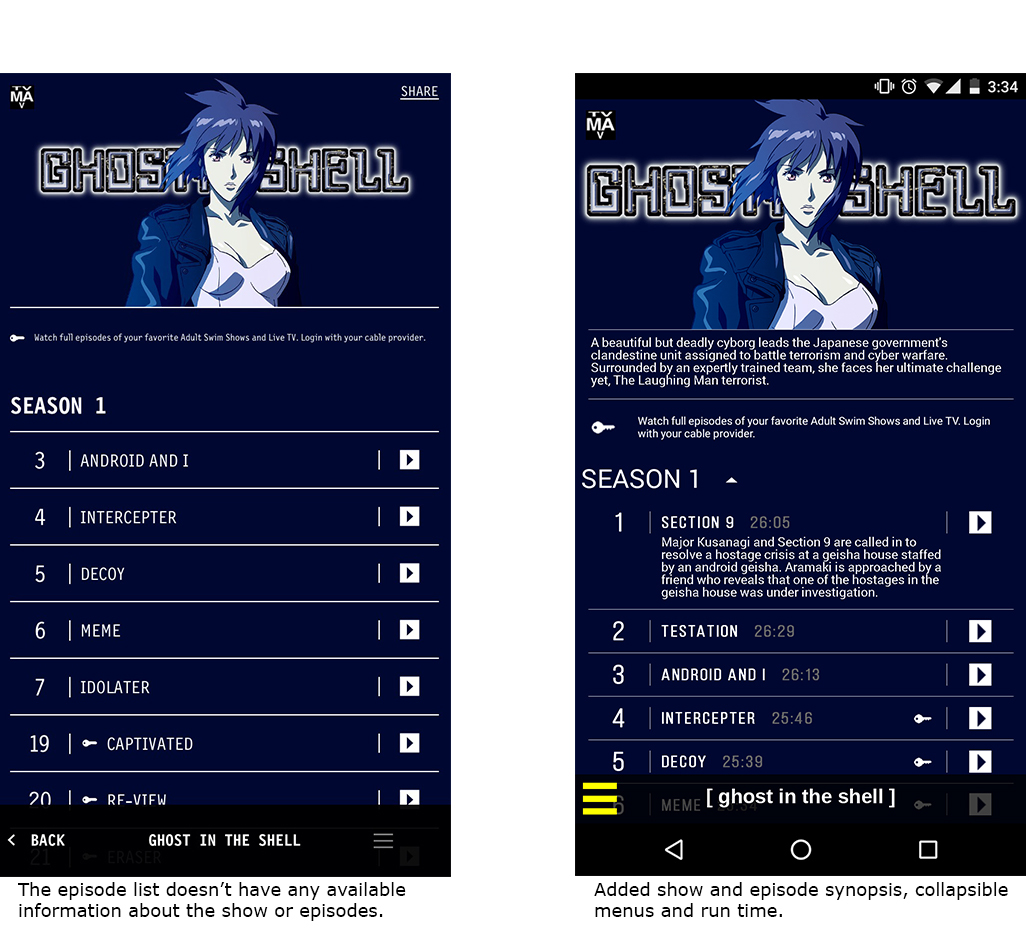 TV
MA
V
SHARE
GHOST SHELL
Watch full episodes of your favorite Adult Swim Shows and Live TV. Login with your cable provider.
SEASON 1
3 ANDROID AND I
4 INTERCEPTER
5 DECOY
6 MEME
7 IDOLATER
19 CAPTIVATED
20 RE-VIEW
21 ERASER
BACK GHOST IN THE SHELL
The episode list doesn't have any available
information about the show or episodes.
3:34
TV
MA
V
GHOST SHELL
A beautiful but deadly cyborg leads the Japanese government's
clandestine unit assigned to battle terrorism and cyber warfare.
Surrounded by an expertly trained team, she faces her ultimate challenge
yet, The Laughing Man terrorist.
Watch full episodes of your favorite Adult Swim Shows and Live TV. Login
with your cable provider.
SEASON 1
1 SECTION 9 26:05
Major Kusanagi and Section 9 are called in to
resolve a hostage crisis at a geisha house staffed
by an android geisha. Aramaki is approached by a
friend who reveals that one of the hostages in the
geisha house was under investigation.
2 TESTATION 26:29
3 ANDROID AND I 26:13
4 INTERCEPTER 25:46
5 DECOY 25:39
6 MEME
[ ghost in the shell ]
Added show and episode synopsis, collapsible
menus and run time.